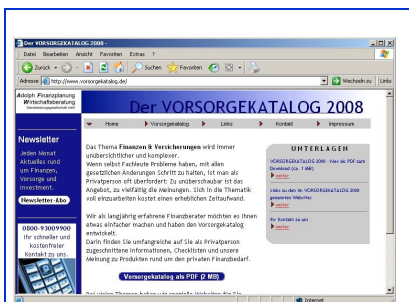 Der VORSORGEKATALOG 2008 -
Datei Bearbeiten Ansicht Favoriten Extras ?
Zurück Suchen Favoriten
Adresse http://www.vorsorgekatalog.de/ Wechseln zu Links
Adolph Finanzplanung
Wirtschaftsberatung
Der VORSORGEKATALOG 2008
Home Vorsorgekatalog Links Kontakt Impressum
Newsletter
Jeden Monat
Aktuelles rund
um Finanzen,
Vorsorge und
Investment.
Newsletter-Abo
0800-93009900
Ihr schneller und
kostenfreier
Kontakt zu uns.
Das Thema Finanzen & Versicherungen wird immer
unübersichtlicher und komplexer.
Wenn selbst Fachleute Probleme haben, mit allen
gesetzlichen Änderungen Schritt zu halten, ist man als
Privatperson oft überfordert: Zu unüberschaubar ist das
Angebot, zu vielfältig die Meinungen. Sich in die Thematik
voll einzuarbeiten kostet einen erheblichen Zeitaufwand.
Wir als langjährig erfahrene Finanzberater möchten es Ihnen
etwas einfacher machen und haben den Vorsorgekatalog
entwickelt.
Darin finden Sie umfangreiche auf Sie als Privatperson
zugeschnittene Informationen, Checklisten und unsere
Meinung zu Produkten rund um den privaten Finanzbedarf.
Vorsorgekatalog als PDF (2 MB)
UNTERLAGEN
VORSORGEKATALOG 2008 - hier als PDF zum
Download (ca. 1 MB)
weiter
Links zu den im VORSORGEKATALOG 2008
genannten Websites
weiter
Ihr Kontakt zu uns
weiter
Internet